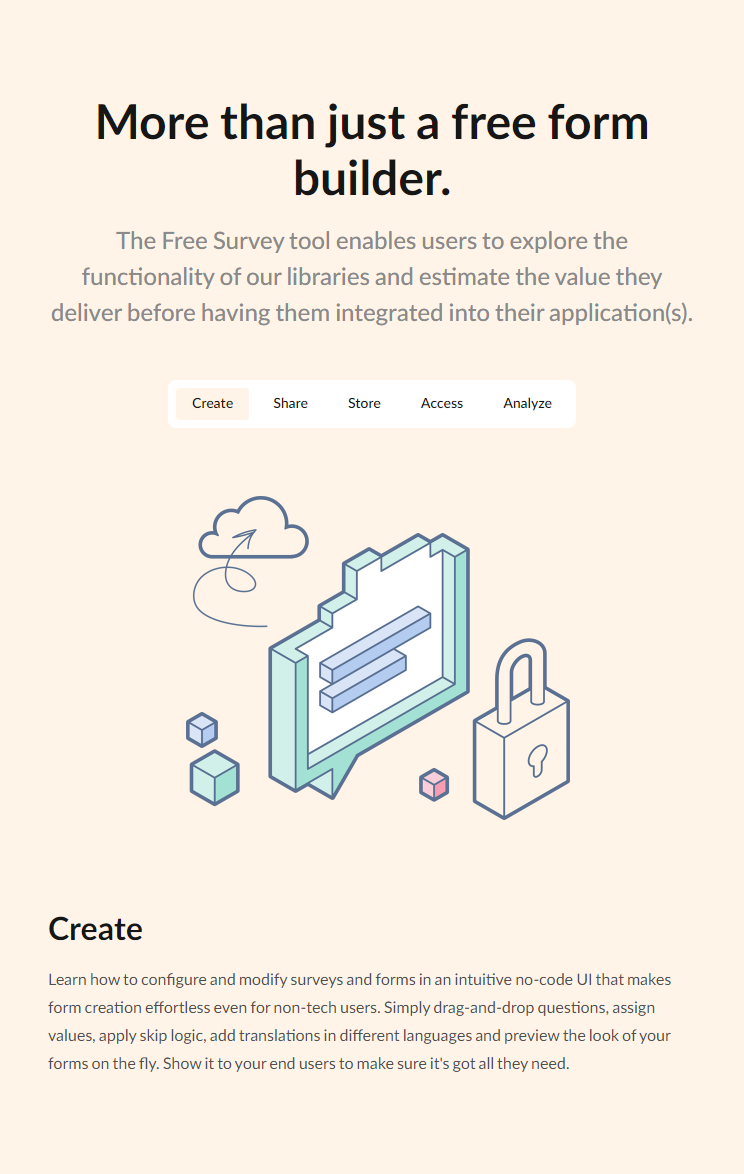 More than just a free form
builder.
The Free Survey tool enables users to explore the
functionality of our libraries and estimate the value they
deliver before having them integrated into their application(s).
Create Share Store Access Analyze
Create
Learn how to configure and modify surveys and forms in an intuitive no-code UI that makes
form creation effortless even for non-tech users. Simply drag-and-drop questions, assign
values, apply skip logic, add translations in different languages and preview the look of your
forms on the fly. Show it to your end users to make sure it's got all they need.